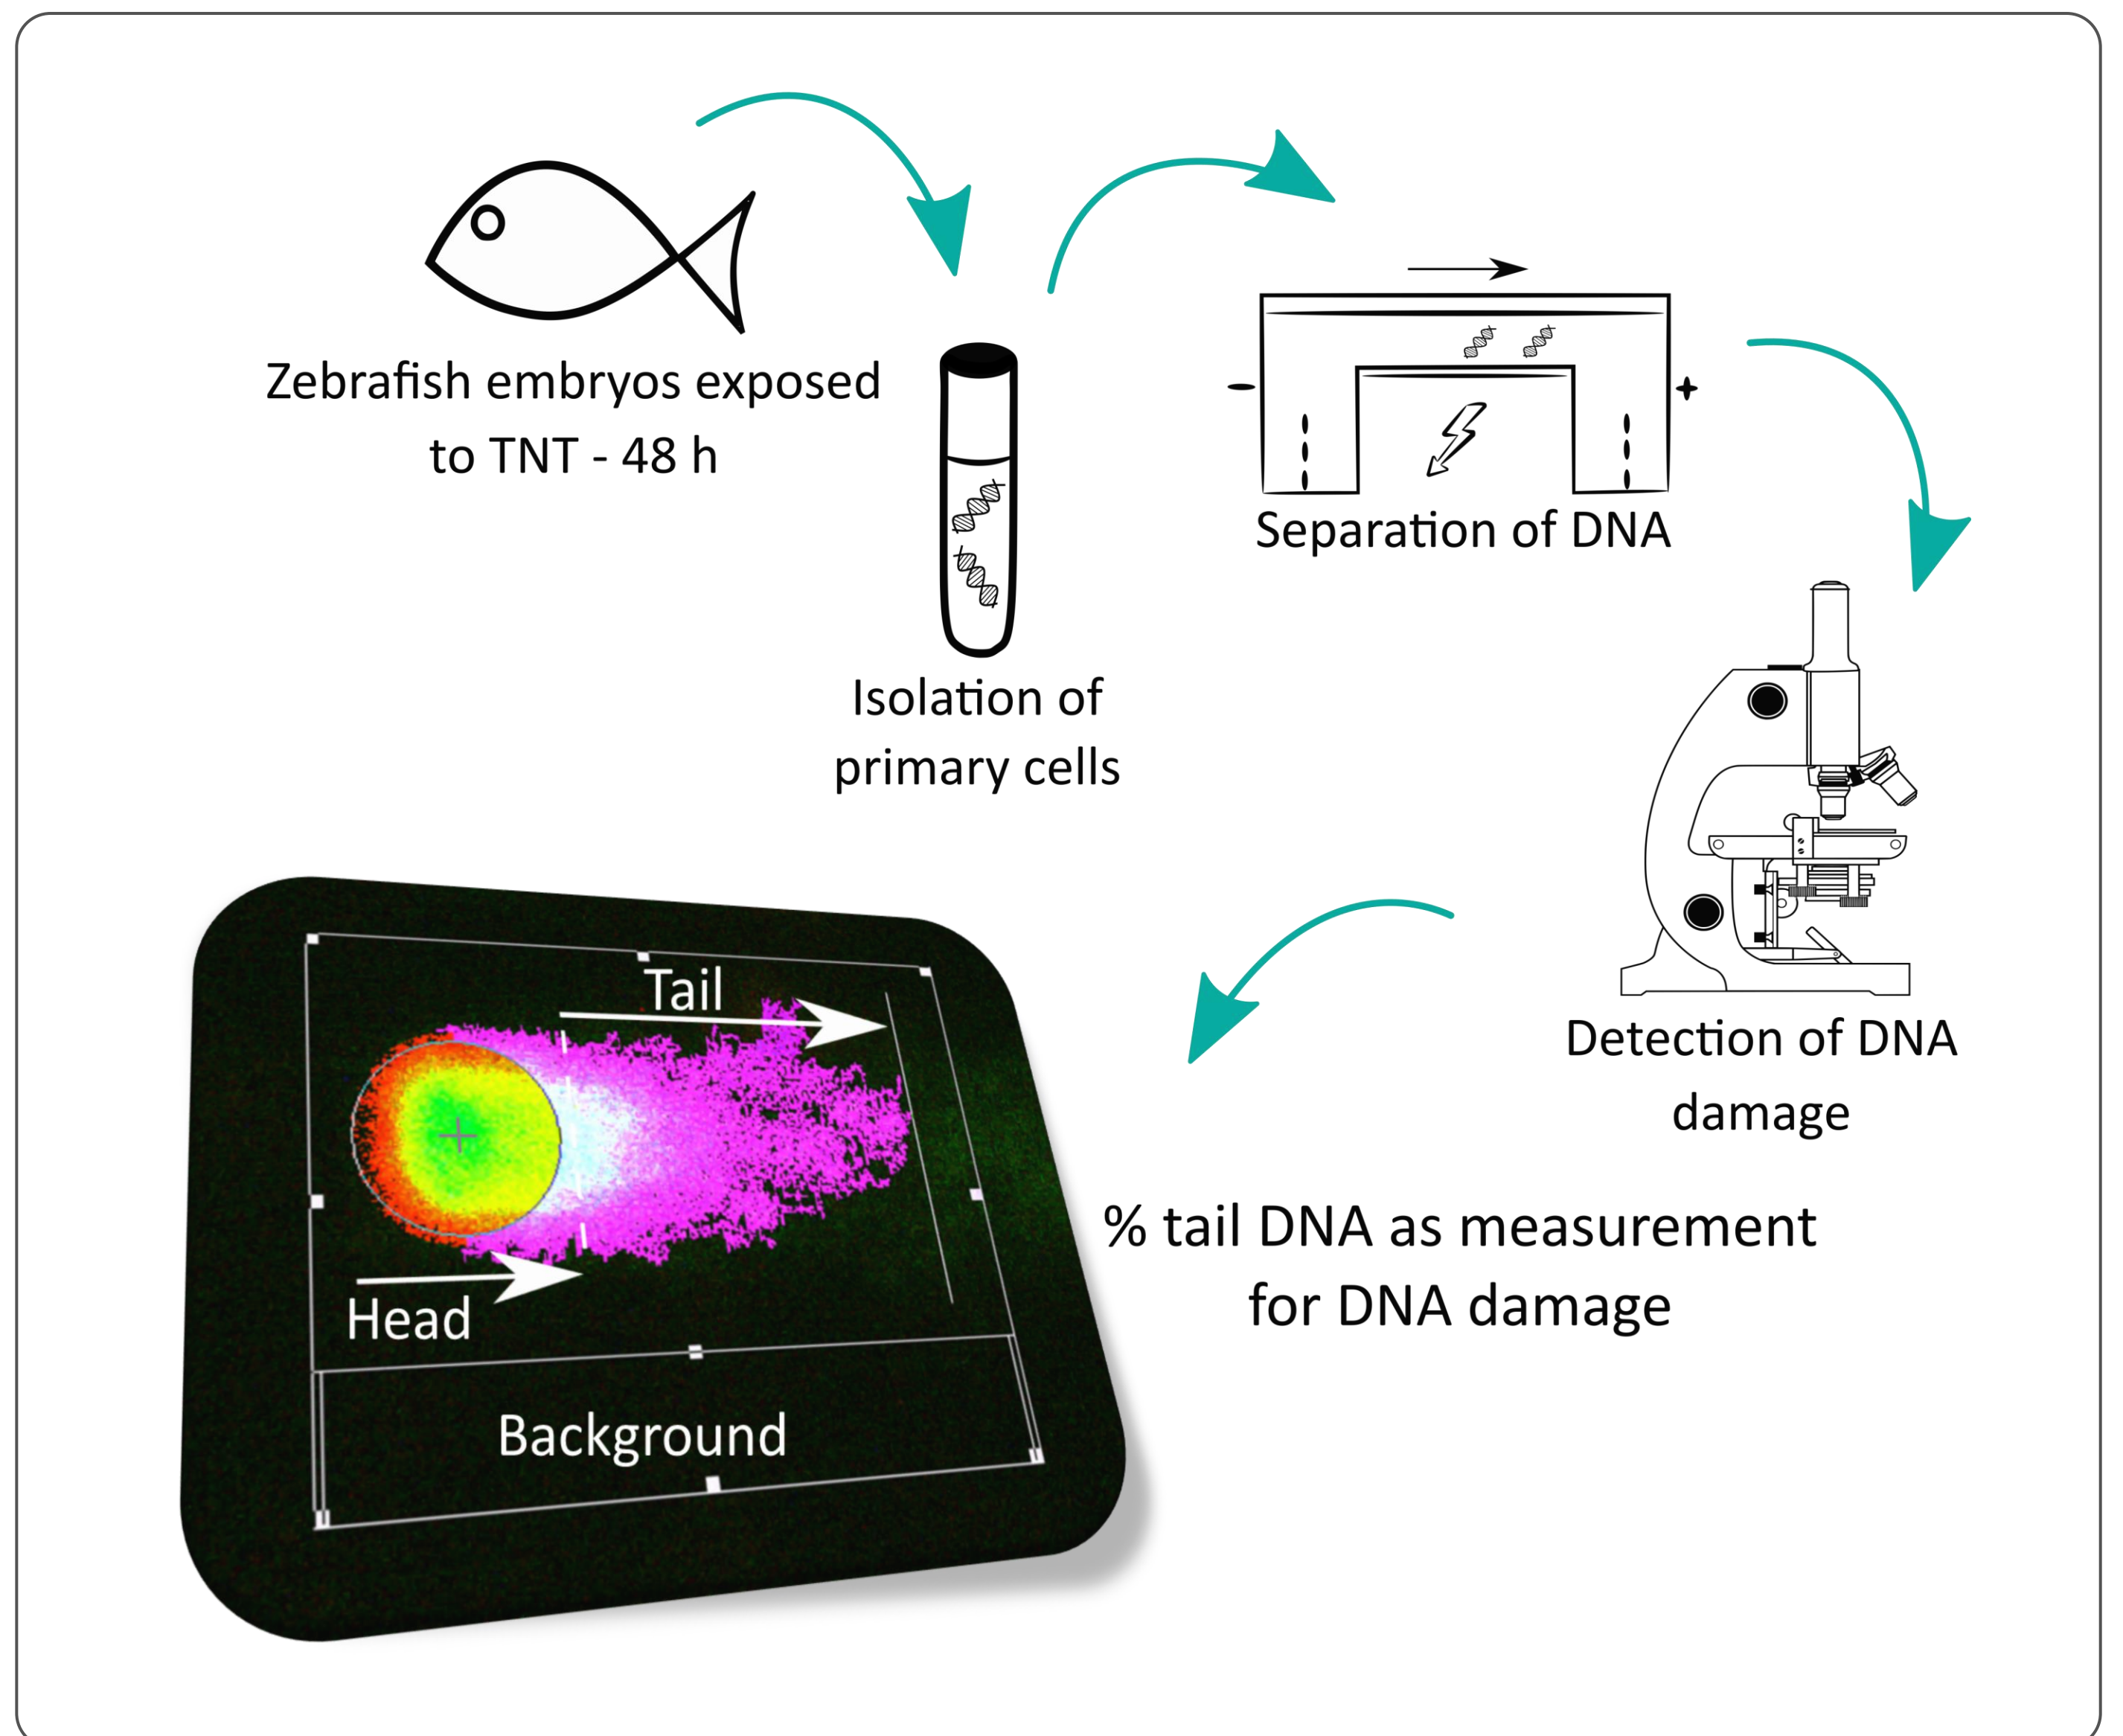 Zebrafish embryos exposed
to TNT - 48 h
Isolation of
primary cells
- +
Separation of DNA
Detection of DNA
damage
% tail DNA as measurement
for DNA damage
Tail
Head
Background